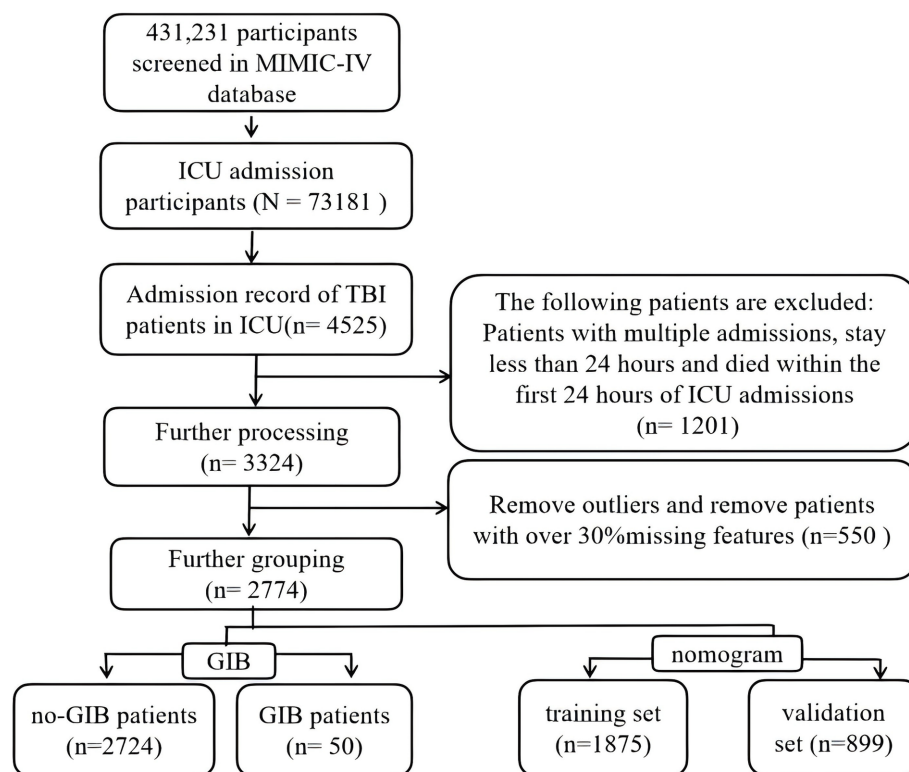 431,231 participants
screened in MIMIC-IV
database
ICU admission
participants (N = 73181 )
Admission record of TBI
patients in ICU(n= 4525)
The following patients are excluded:
Patients with multiple admissions, stay
less than 24 hours and died within the
first 24 hours of ICU admissions
(n= 1201)
Further processing
(n= 3324)
Remove outliers and remove patients
with over 30%missing features (n=550 )
Further grouping
(n= 2774)
GIB
nomogram
no-GIB patients
(n=2724)
GIB patients
(n= 50)
training set
(n=1875)
validation
set (n=899)